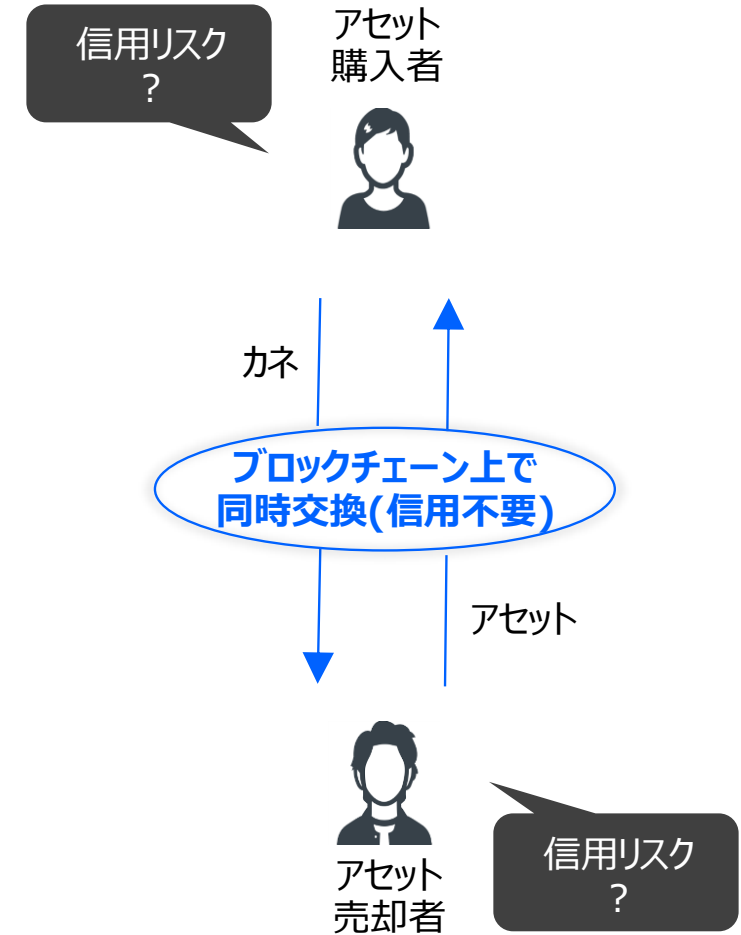 信用リスク
?
アセット
購入者
カネ
ブロックチェーン上で
同時交換(信用不要)
アセット
アセット
売却者
信用リスク
?